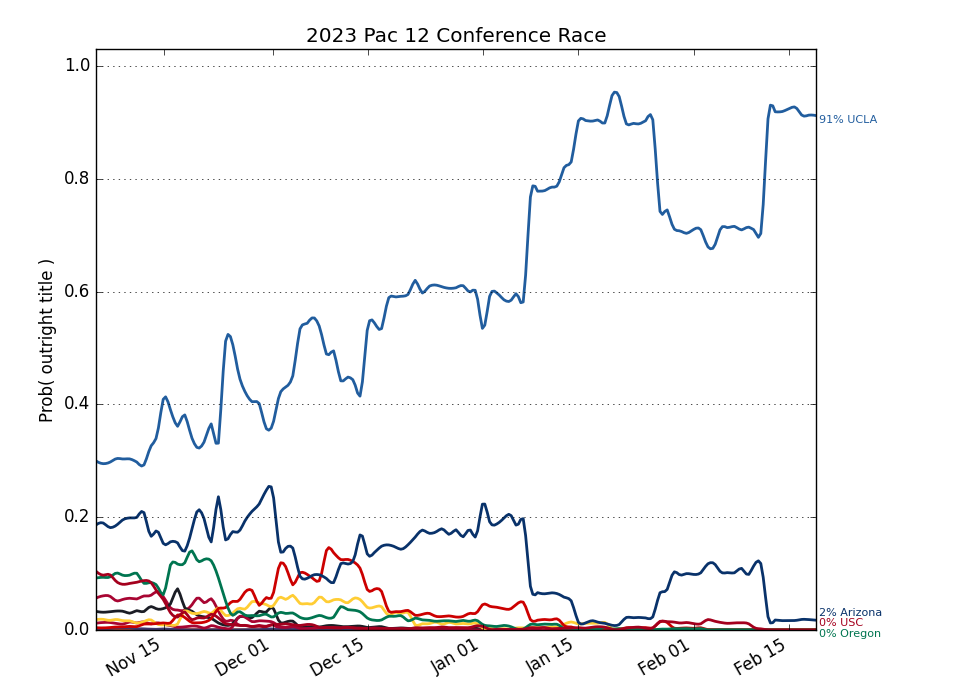 2023 Pac 12 Conference Race
Prob( outright title )
1.0
0.8
0.6
0.4
0.2
0.0
Nov 15
Dec 01
Dec 15
Jan 01
Jan 15
Feb 01
Feb 15
91% UCLA
2% Arizona
0% USC
0% Oregon